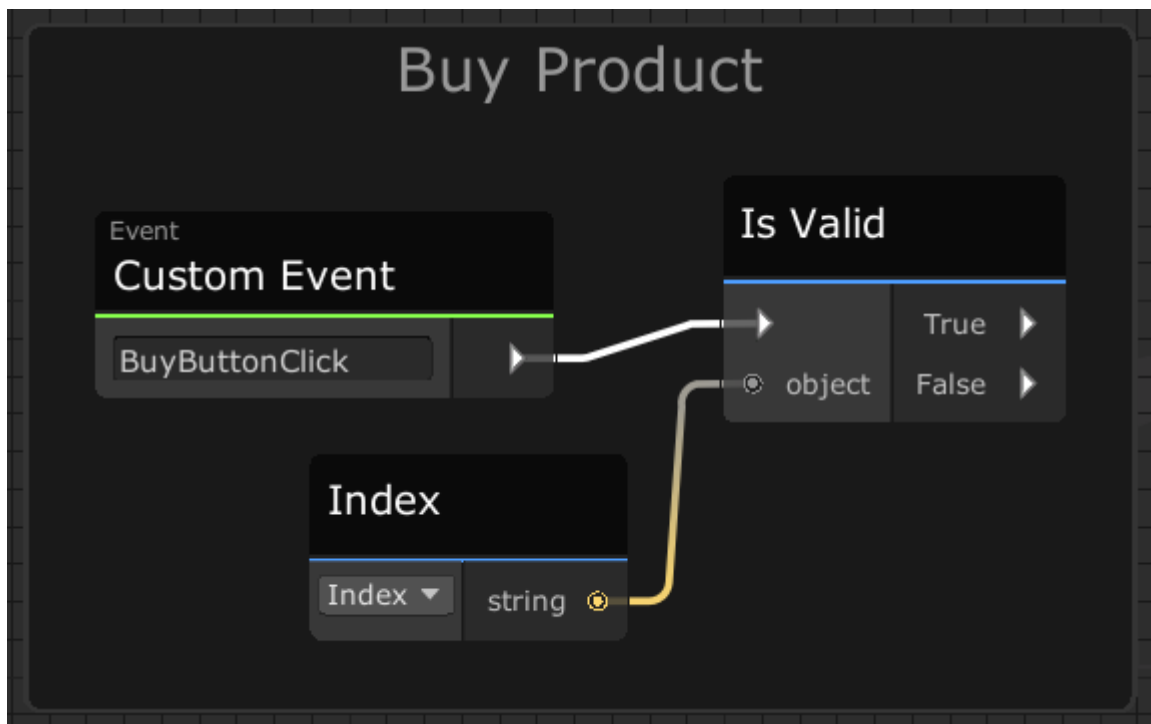 Buy Product
Event
Custom Event
BuyButtonClick
Is Valid
True
object
False
Index
Index
string